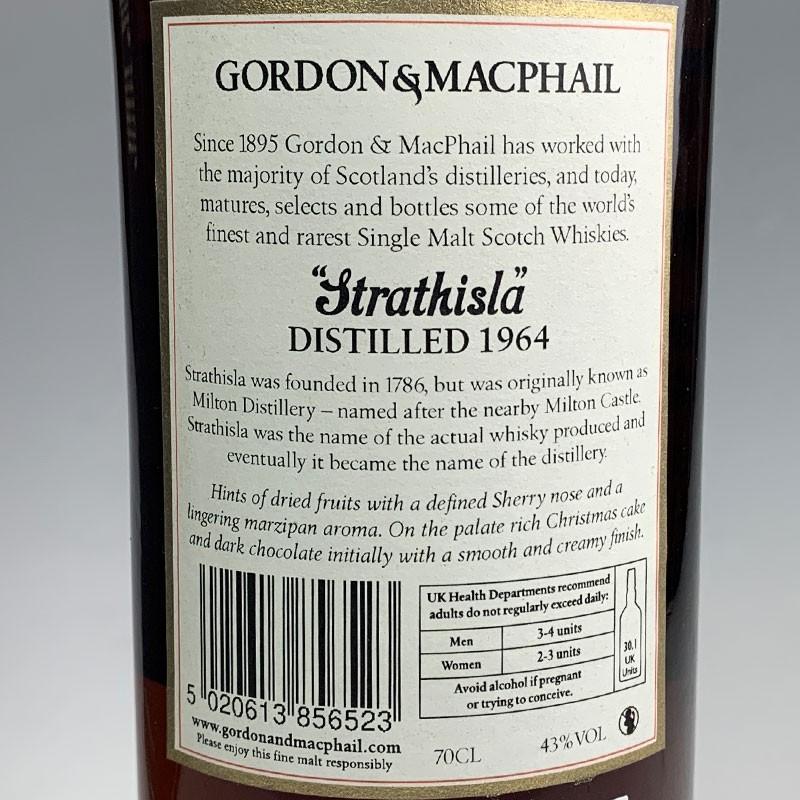 GORDON & MACPHAIL
Since 1895 Gordon & MacPhail has worked with
the majority of Scotland's distilleries, and today,
matures, selects and bottles some of the world's
finest and rarest Single Malt Scotch Whiskies.
"Strathisla"
DISTILLED 1964
Strathisla was founded in 1786, but was originally known as
Milton Distillery – named after the nearby Milton Castle.
Strathisla was the name of the actual whisky produced and
eventually it became the name of the distillery.
Hints of dried fruits with a defined Sherry nose and a
lingering marzipan aroma. On the palate rich Christmas cake
and dark chocolate initially with a smooth and creamy finish.
5 020613 856523
www.gordonandmacphail.com
Please enjoy this fine malt responsibly
UK Health Departments recommend
adults do not regularly exceed daily:
Men 3-4 units
Women 2-3 units
Avoid alcohol if pregnant
or trying to conceive.
30.1
UK
Units
70CL
43%VOL